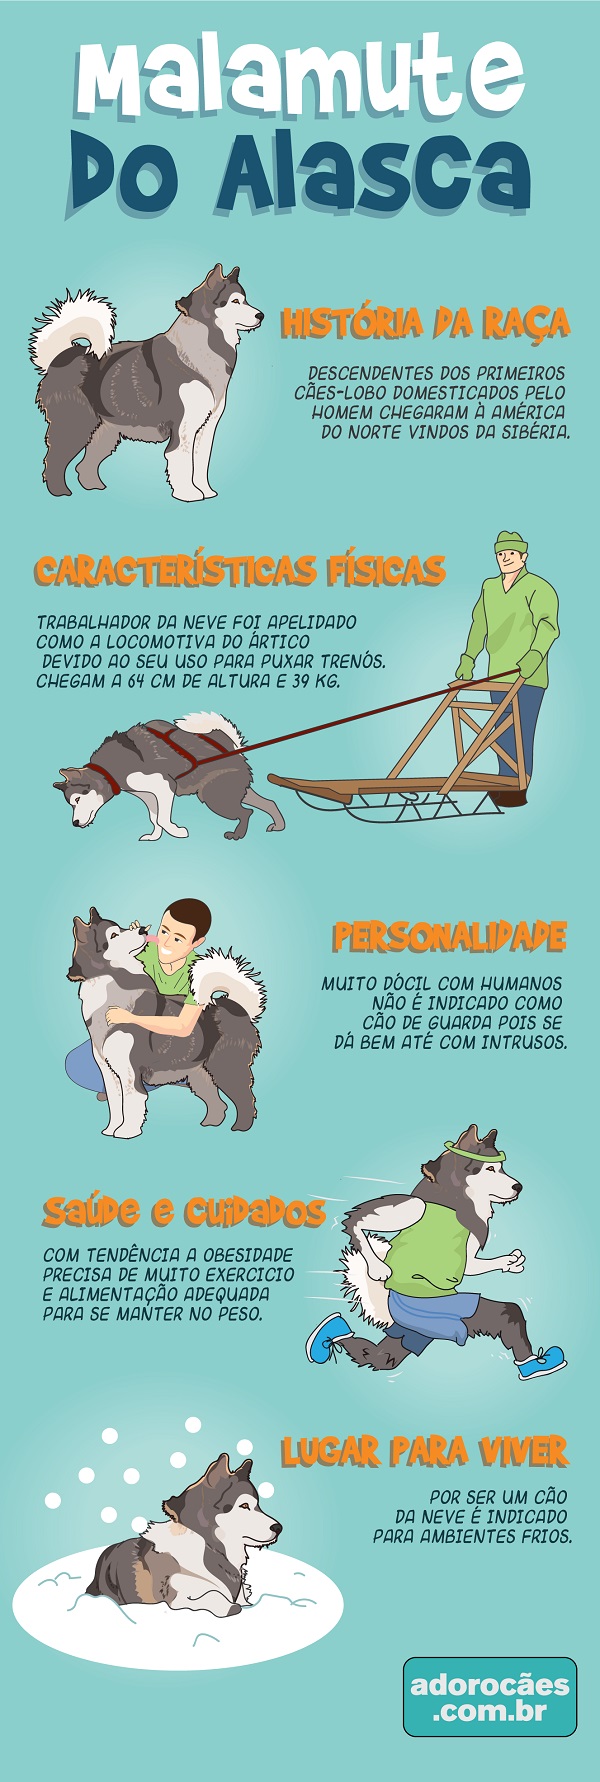 Malamute
Do Alasca
HISTÓRIA DA RAÇA
DESCENDENTES DOS PRIMEIROS
CÃES-LOBO DOMESTICADOS PELO
HOMEM CHEGARAM À AMÉRICA
DO NORTE VINDOS DA SIBÉRIA.
CARACTERÍSTICAS FÍSICAS
TRABALHADOR DA NEVE FOI APELIDADO
COMO A LOCOMOTIVA DO ÁRTICO
DEVIDO AO SEU USO PARA PUXAR TRENÓS.
CHEGAM A 64 CM DE ALTURA E 39 KG.
PERSONALIDADE
MUITO DÓCIL COM HUMANOS
NÃO É INDICADO COMO
CÃO DE GUARDA POIS SE
DÁ BEM ATÉ COM INTRUSOS.
Saúde e Cuidados
COM TENDÊNCIA A OBESIDADE
PRECISA DE MUITO EXERCICIO
E ALIMENTAÇÃO ADEQUADA
PARA SE MANTER NO PESO.
LUGAR PARA VIVER
POR SER UM CÃO
DA NEVE É INDICADO
PARA AMBIENTES FRIOS.
adorocães
.com.br